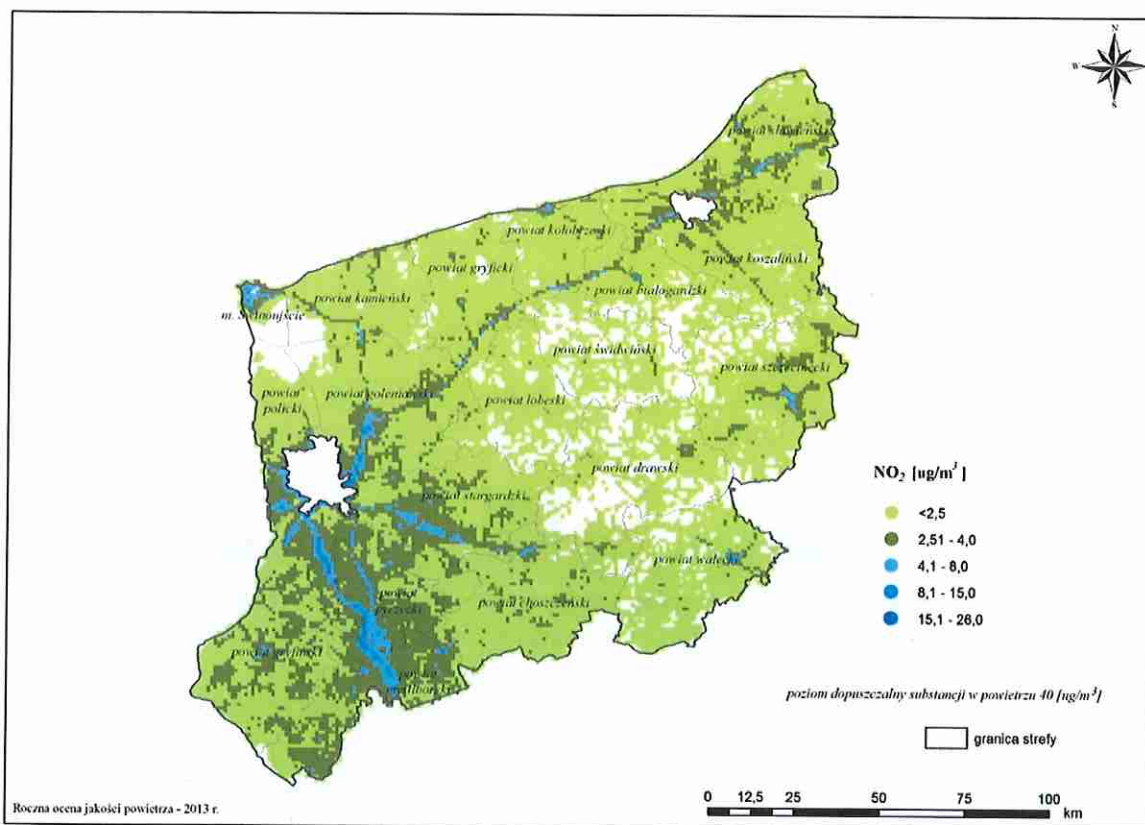 N
W
S
powiat kołobrzeski
powiat koszaliński
powiat gryficki
powiat białogardzki
powiat kamieński
m. Świnoujście
powiat świdwiński
powiat szczecinecki
powiat
policki
powiat goleniowski
powiat łobeski
powiat drawski
powiat stargardzki
powiat wałecki
powiat choszczeński
powiat
pyrzycki
powiat gryfiński
powiat
myśliborski
NO2 [ug/m3]
<2,5
2,51 - 4,0
4,1 - 8,0
8,1 - 15,0
15,1 - 26,0
poziom dopuszczalny substancji w powietrzu 40 [ug/m3]
granica strefy
Roczna ocena jakości powietrza - 2013 r.
0 12,5 25 50 75 100
km